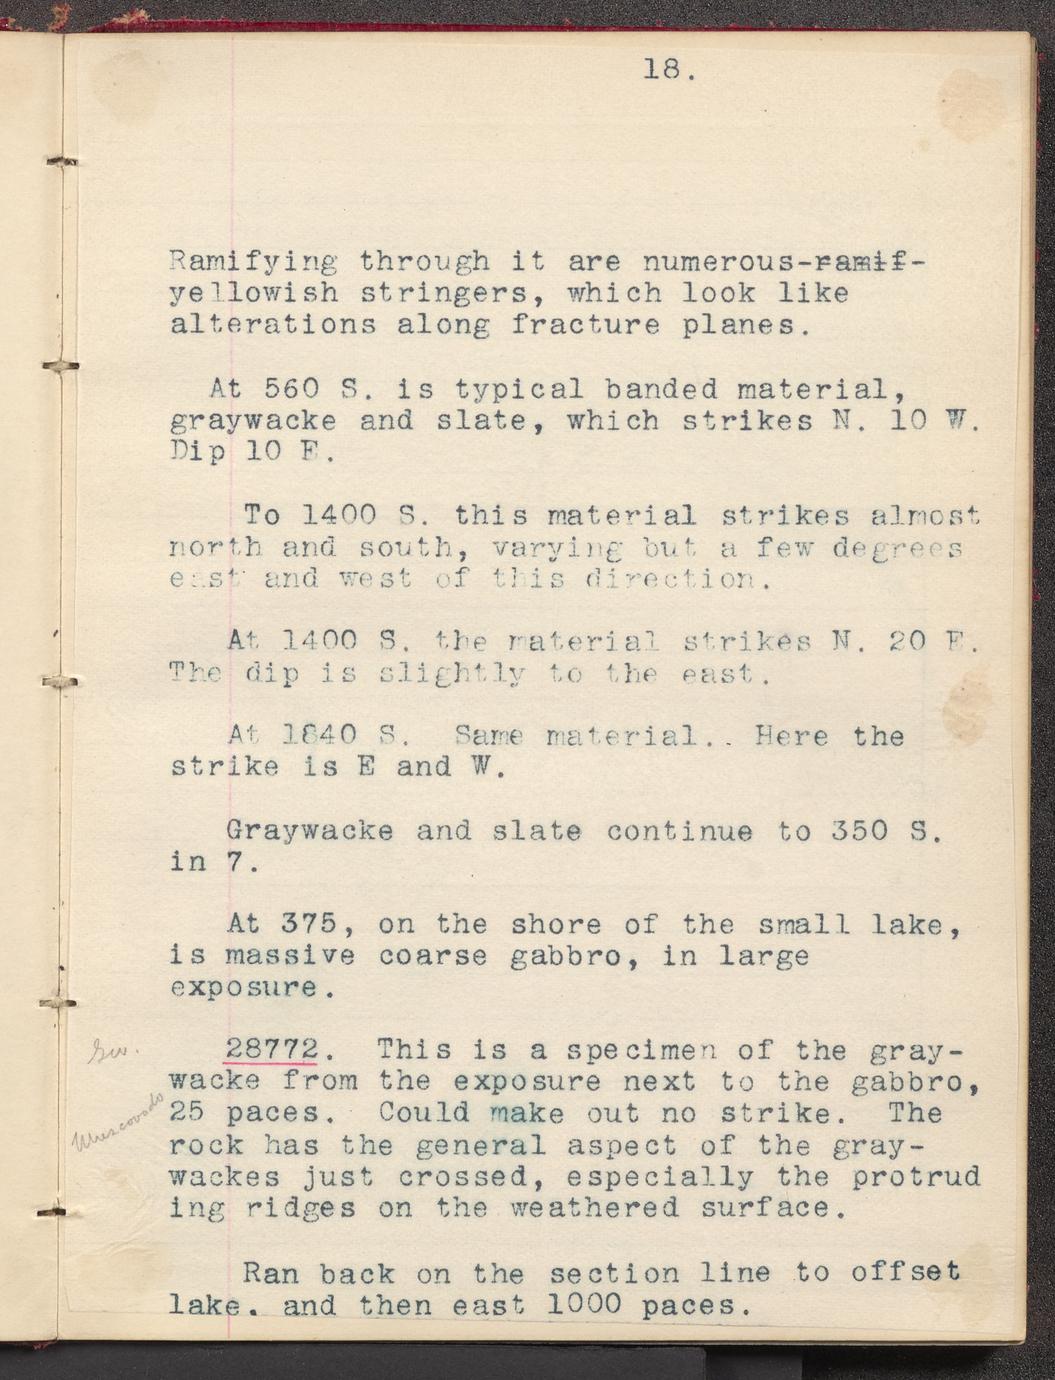 18.
Ramifying through it are numerous-ramif-
yellowish stringers, which look like
alterations along fracture planes.
At 560 S. is typical banded material,
graywacke and slate, which strikes N. 10 W.
Dip 10 E.
To 1400 S. this material strikes almost
north and south, varying but a few degrees
east and west of this direction.
At 1400 S. the material strikes N. 20 E.
The dip is slightly to the east.
At 1840 S. Same material.. Here the
strike is E and W.
Graywacke and slate continue to 350 S.
in 7.
At 375, on the shore of the small lake,
is massive coarse gabbro, in large
exposure.
28772. This is a specimen of the gray-
wacke from the exposure next to the gabbro,
25 paces. Could make out no strike. The
rock has the general aspect of the gray-
wackes just crossed, especially the protrud
ing ridges on the weathered surface.
Ran back on the section line to offset
lake. and then east 1000 paces.
Muscovado